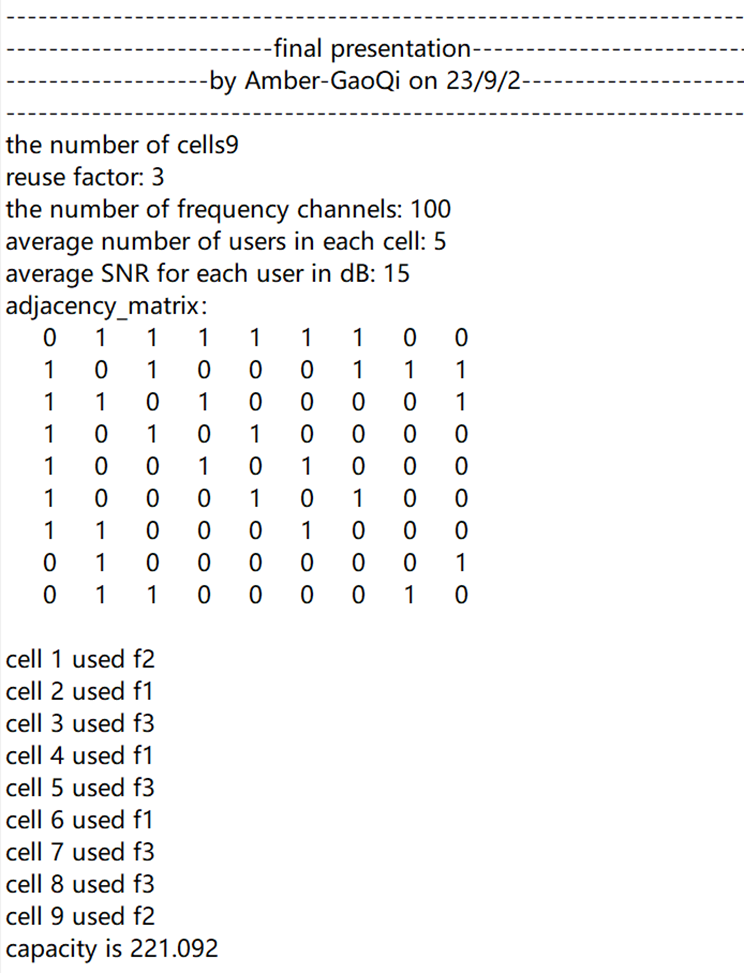 ----------------------------------------------------------------------
-------------------------final presentation--------------------------
-------------------by Amber-GaoQi on 23/9/2---------------------
----------------------------------------------------------------------
the number of cells9
reuse factor: 3
the number of frequency channels: 100
average number of users in each cell: 5
average SNR for each user in dB: 15
adjacency_matrix:
0 1 1 1 1 1 1 0 0
1 0 1 0 0 0 1 1 1
1 1 0 1 0 0 0 0 1
1 0 1 0 1 0 0 0 0
1 0 0 1 0 1 0 0 0
1 0 0 0 1 0 1 0 0
1 1 0 0 0 1 0 0 0
0 1 0 0 0 0 0 0 1
0 1 1 0 0 0 0 1 0
cell 1 used f2
cell 2 used f1
cell 3 used f3
cell 4 used f1
cell 5 used f3
cell 6 used f1
cell 7 used f3
cell 8 used f3
cell 9 used f2
capacity is 221.092